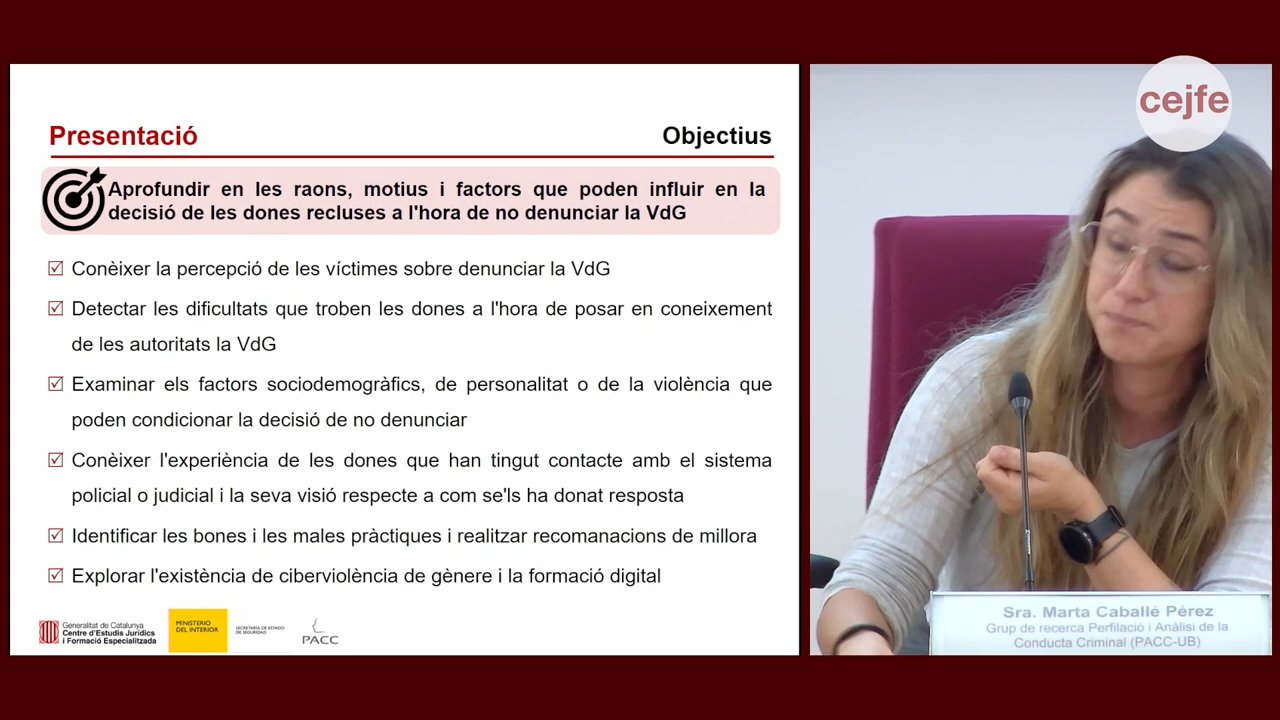 cejfe
Presentació
Objectius
Aprofundir en les raons, motius i factors que poden influir en la
decisió de les dones recluses a l'hora de no denunciar la VdG
Conèixer la percepció de les víctimes sobre denunciar la VdG
Detectar les dificultats que troben les dones a l'hora de posar en coneixement
de les autoritats la VdG
Examinar els factors sociodemogràfics, de personalitat o de la violència que
poden condicionar la decisió de no denunciar
Conèixer l'experiència de les dones que han tingut contacte amb el sistema
policial o judicial i la seva visió respecte a com se'ls ha donat resposta
Identificar les bones i les males pràctiques i realitzar recomanacions de millora
Explorar l'existència de ciberviolència de gènere i la formació digital
Generalitat de Catalunya
Centre d'Estudis Jurídics
i Formació Especialitzada
MINISTERIO
DEL INTERIOR
SECRETARÍA DE ESTADO
DE SEGURIDAD
PACC
Sra. Marta Caballé Pérez
Grup de recerca Perfilació i Anàlisi de la
Conducta Criminal (PACC-UB)